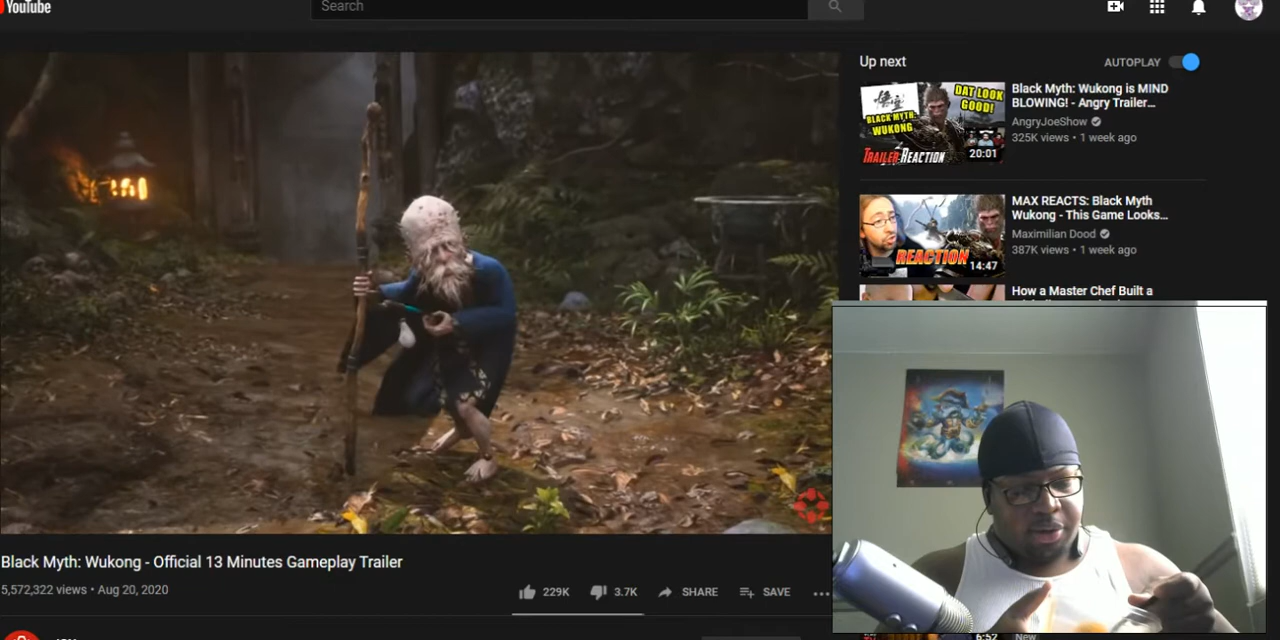 YouTube
Search
Up next
AUTOPLAY
Black Myth: Wukong is MIND
BLOWING! - Angry Trailer...
AngryJoeShow
325K views • 1 week ago
DAT LOOK
GOOD!
BLACK MYTH:
WUKONG
TRAILER REACTION
20:01
MAX REACTS: Black Myth
Wukong - This Game Looks...
Maximilian Dood
387K views • 1 week ago
REACTION
14:47
How a Master Chef Built a
Black Myth: Wukong - Official 13 Minutes Gameplay Trailer
5,572,322 views • Aug 20, 2020
229K
3.7K
SHARE
SAVE
...
6:52
New